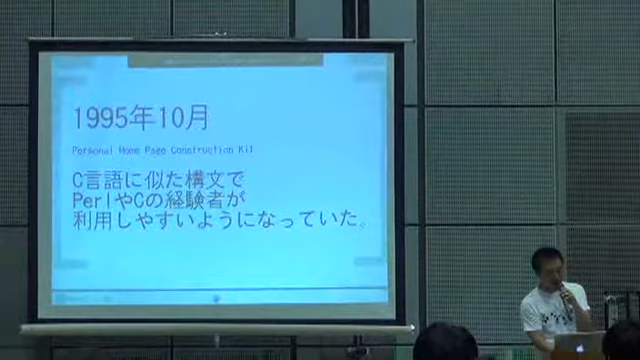 1995年10月
Personal Home Page Construction Kit
C言語に似た構文で
PerlやCの経験者が
利用しやすいようになっていた。